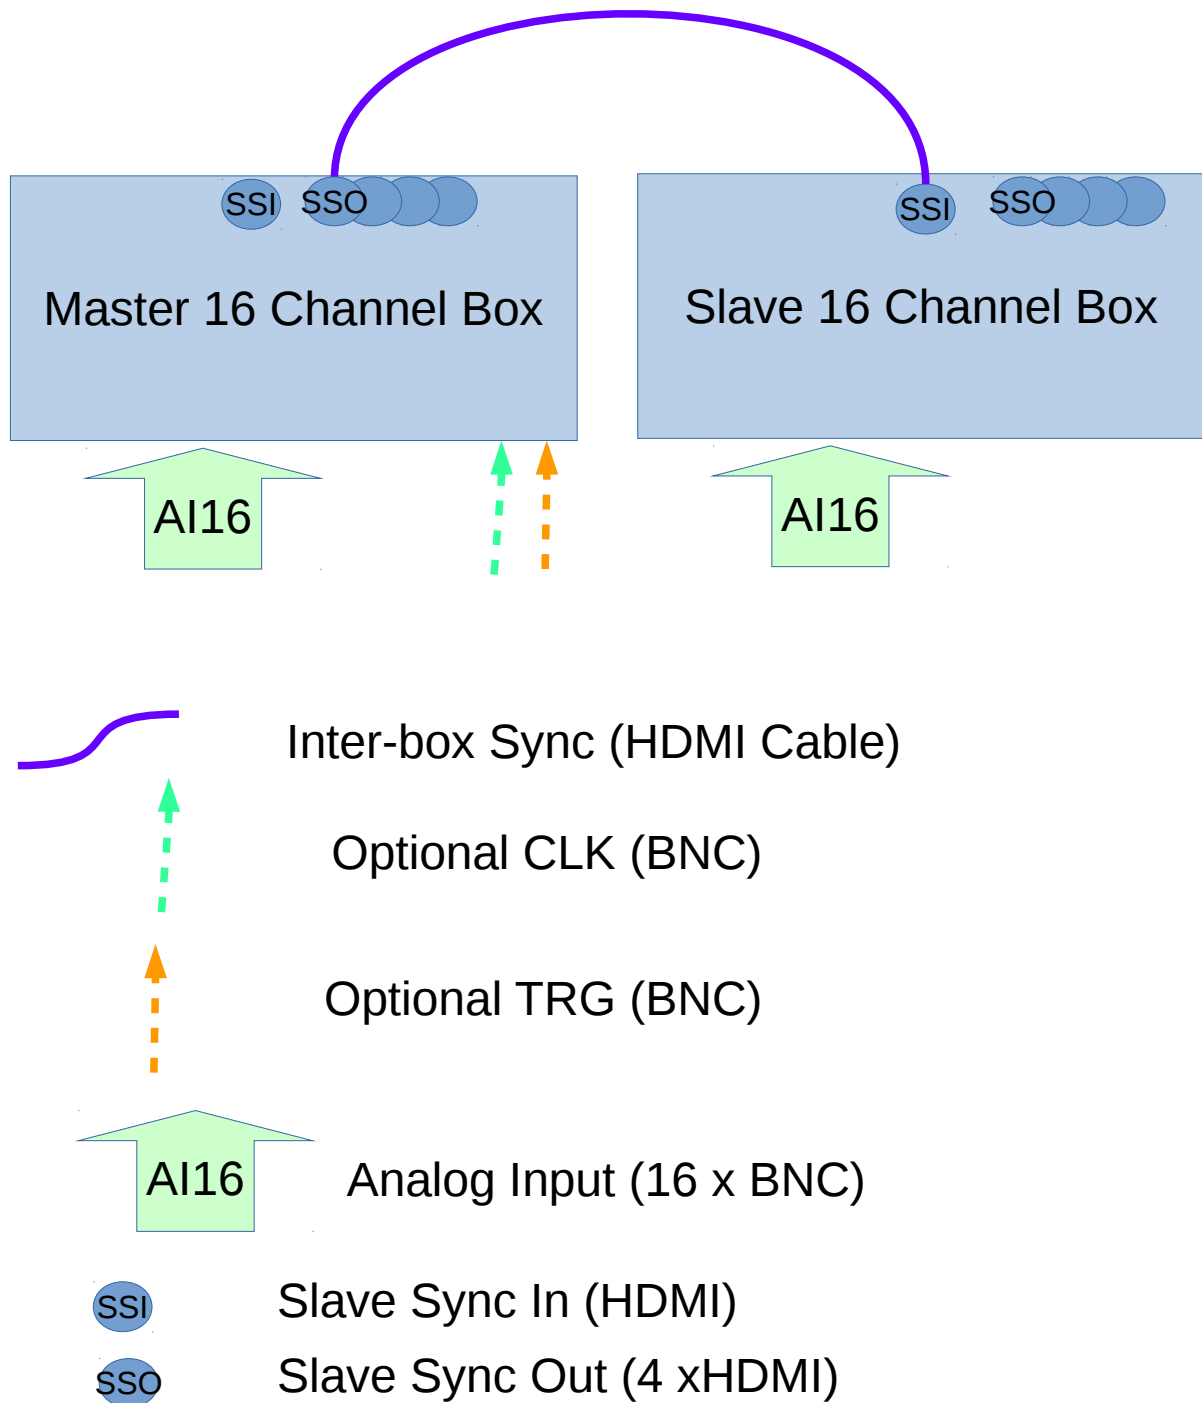 SSI SSO SSI SSO
Master 16 Channel Box Slave 16 Channel Box
AI16 AI16
Inter-box Sync (HDMI Cable)
Optional CLK (BNC)
Optional TRG (BNC)
AI16 Analog Input (16 x BNC)
SSI Slave Sync In (HDMI)
SSO Slave Sync Out (4 xHDMI)